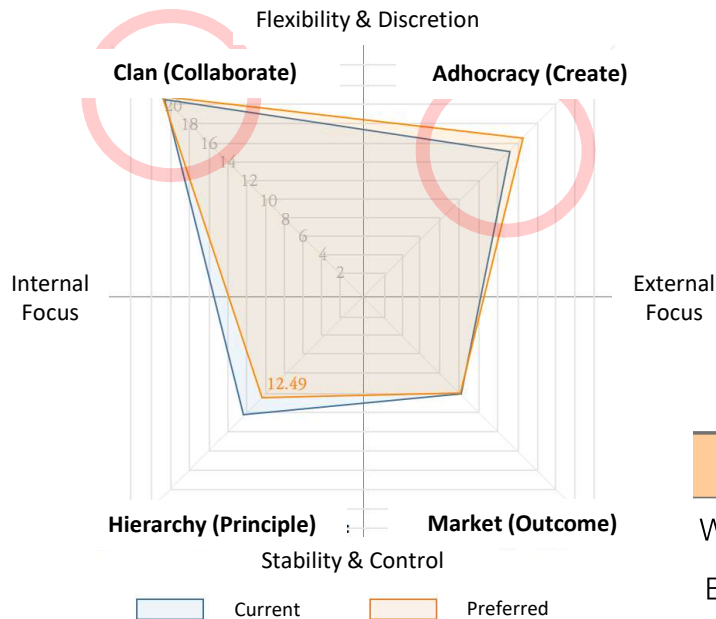 Flexibility & Discretion
Clan (Collaborate)
Adhocracy (Create)
20
18
16
14
12
10
8
6
4
2
Internal
Focus
External
Focus
12.49
Hierarchy (Principle)
Market (Outcome)
Stability & Control
Current
Preferred